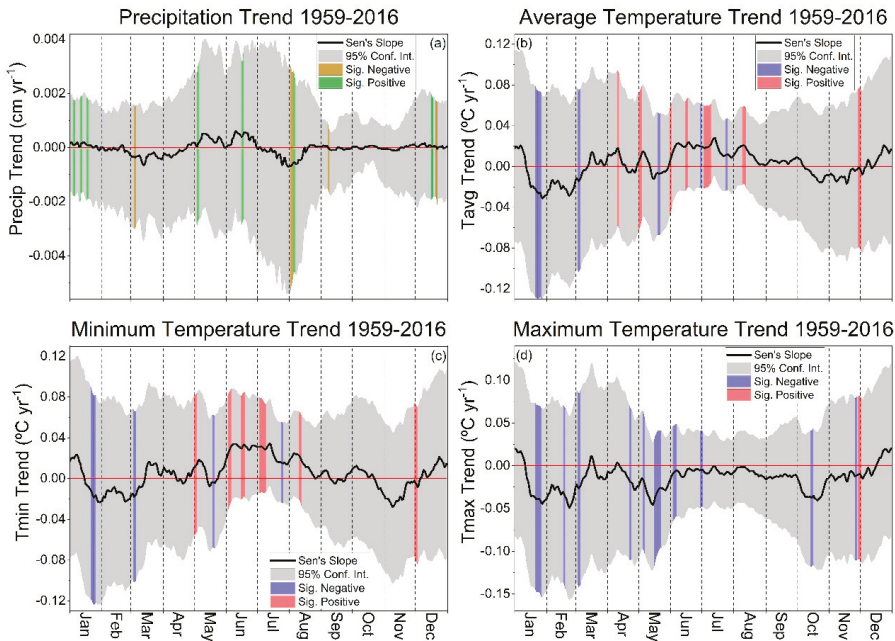 Precipitation Trend 1959-2016
(a)
Sen's Slope
95% Conf. Int.
Sig. Negative
Sig. Positive
Precip Trend (cm yr⁻¹)
0.004
0.002
0.000
-0.002
-0.004
Average Temperature Trend 1959-2016
(b)
Sen's Slope
95% Conf. Int.
Sig. Negative
Sig. Positive
Tavg Trend (ºC yr⁻¹)
0.12
0.08
0.04
0.00
-0.04
-0.08
-0.12
Minimum Temperature Trend 1959-2016
(c)
Tmin Trend (ºC yr⁻¹)
0.12
0.08
0.04
0.00
-0.04
-0.08
-0.12
Sen's Slope
95% Conf. Int.
Sig. Negative
Sig. Positive
Jan Feb Mar Apr May Jun Jul Aug Sep Oct Nov Dec
Maximum Temperature Trend 1959-2016
(d)
Sen's Slope
95% Conf. Int.
Sig. Negative
Sig. Positive
Tmax Trend (ºC yr⁻¹)
0.10
0.05
0.00
-0.05
-0.10
-0.15
Jan Feb Mar Apr May Jun Jul Aug Sep Oct Nov Dec